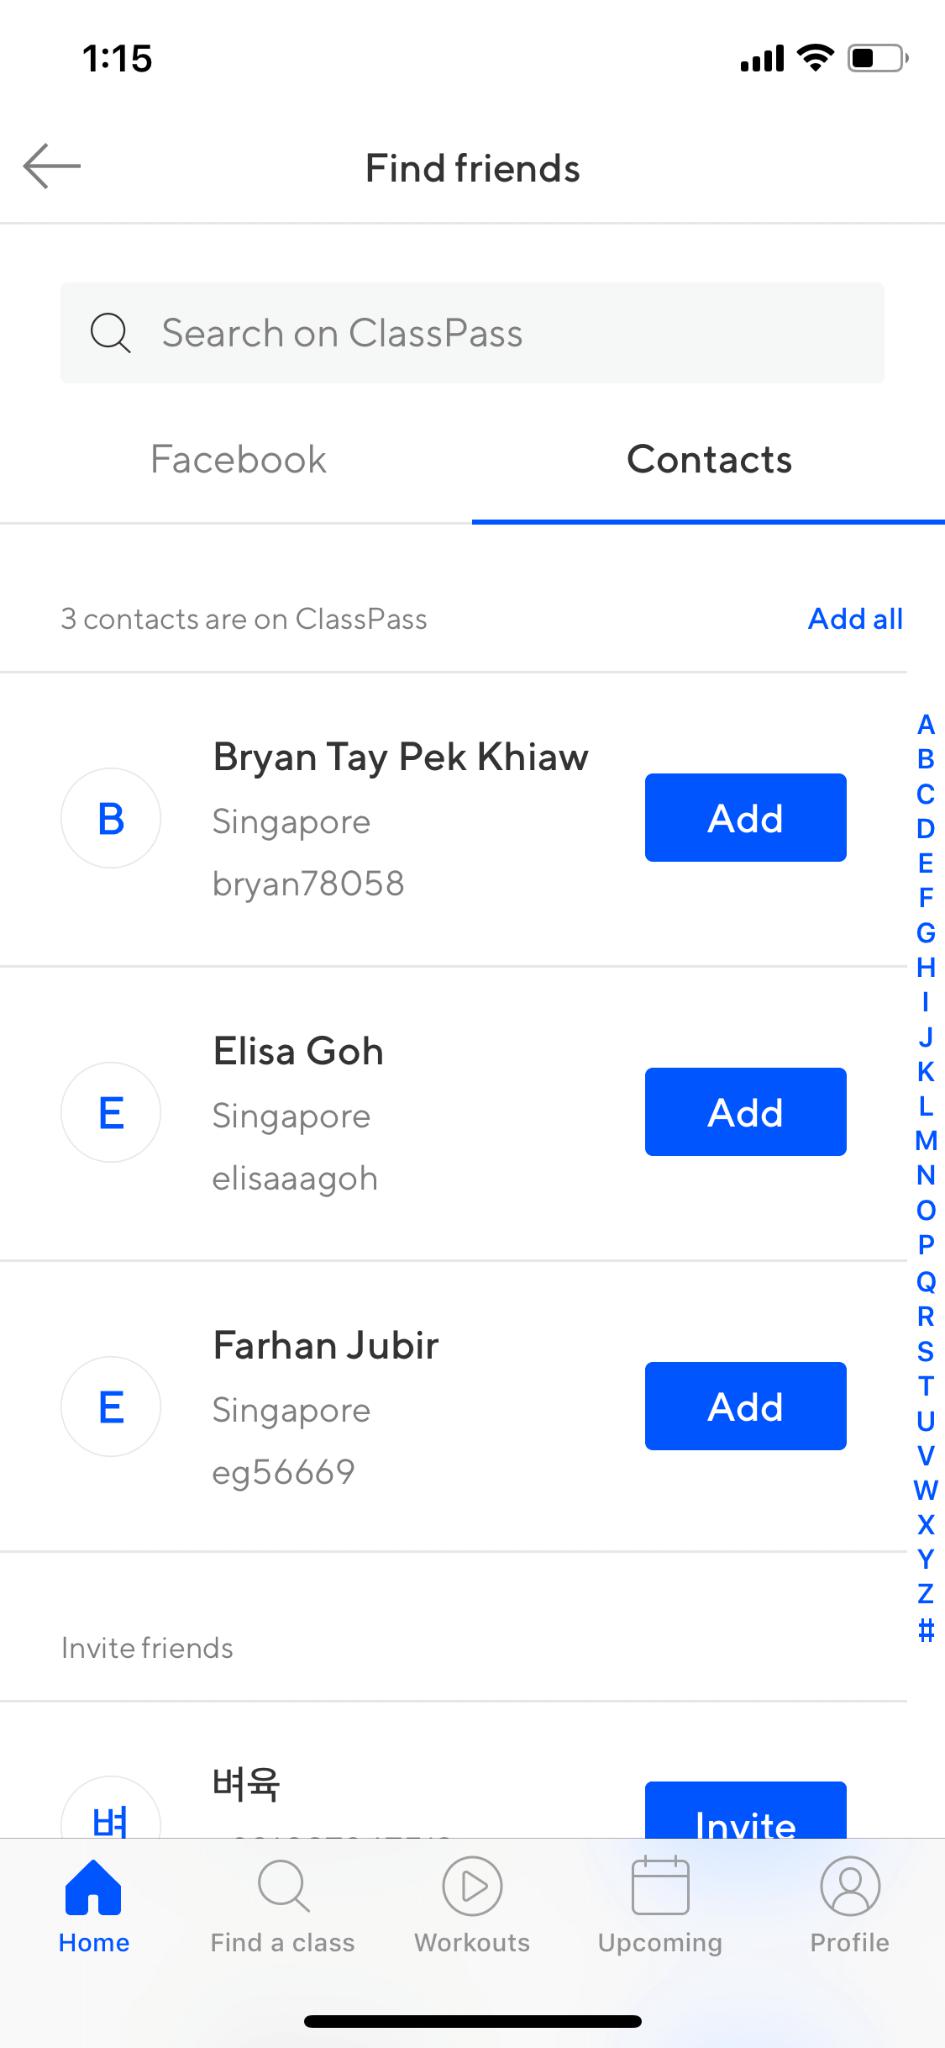 1:15
Find friends
Search on ClassPass
Facebook
Contacts
3 contacts are on ClassPass
Add all
B
Bryan Tay Pek Khiaw
Singapore
bryan78058
Add
E
Elisa Goh
Singapore
elisaaagoh
Add
E
Farhan Jubir
Singapore
eg56669
Add
A
B
C
D
E
F
G
H
I
J
K
L
M
N
O
P
Q
R
S
T
U
V
W
X
Y
Z
#
Invite friends
벼
벼육
Invite
Home
Find a class
Workouts
Upcoming
Profile